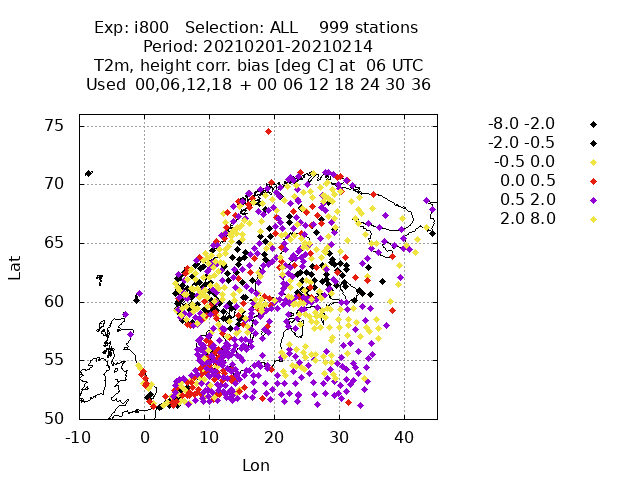 Exp: i800 Selection: ALL 999 stations
Period: 20210201-20210214
T2m, height corr. bias [deg C] at 06 UTC
Used 00,06,12,18 + 00 06 12 18 24 30 36
-8.0 -2.0
-2.0 -0.5
-0.5 0.0
0.0 0.5
0.5 2.0
2.0 8.0
75
70
65
60
55
50
Lat
-10 0 10 20 30 40
Lon